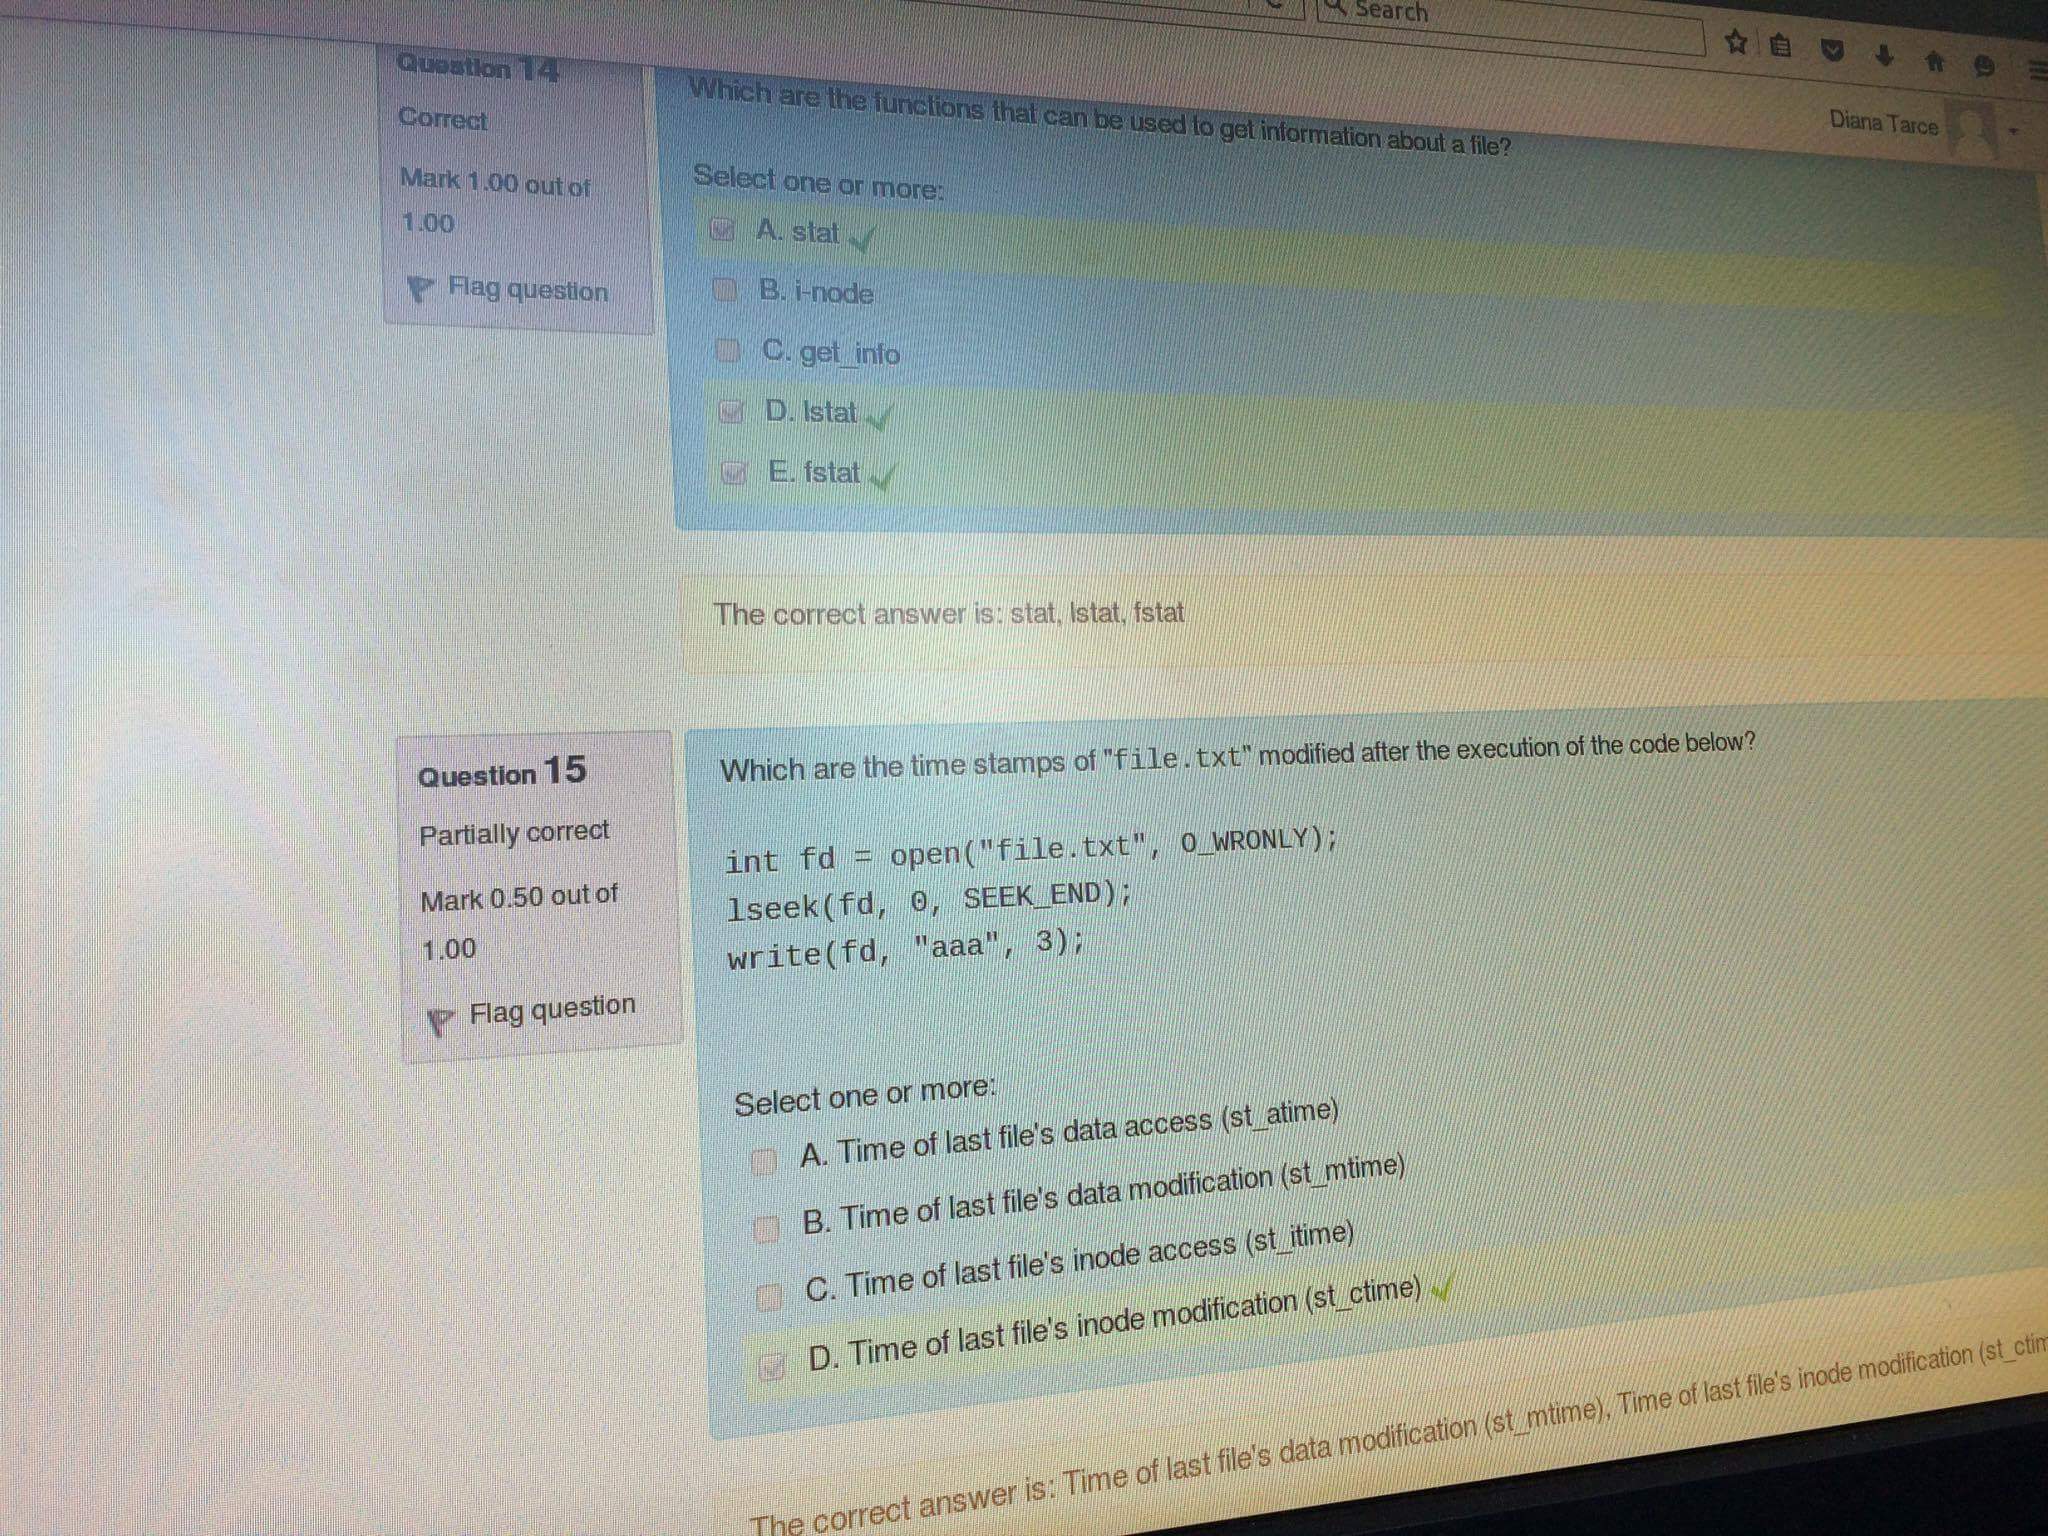 Search
Diana Tarce
Question 14
Correct
Mark 1.00 out of
1.00
Flag question
Which are the functions that can be used to get information about a file?
Select one or more:
A. stat
B. i-node
C. get_info
D. lstat
E. fstat
The correct answer is: stat, lstat, fstat
Question 15
Partially correct
Mark 0.50 out of
1.00
Flag question
Which are the time stamps of "file.txt" modified after the execution of the code below?
int fd = open("file.txt", O_WRONLY);
lseek(fd, 0, SEEK_END);
write(fd, "aaa", 3);
Select one or more:
A. Time of last file's data access (st_atime)
B. Time of last file's data modification (st_mtime)
C. Time of last file's inode access (st_itime)
D. Time of last file's inode modification (st_ctime)
The correct answer is: Time of last file's data modification (st_mtime), Time of last file's inode modification (st_ctim